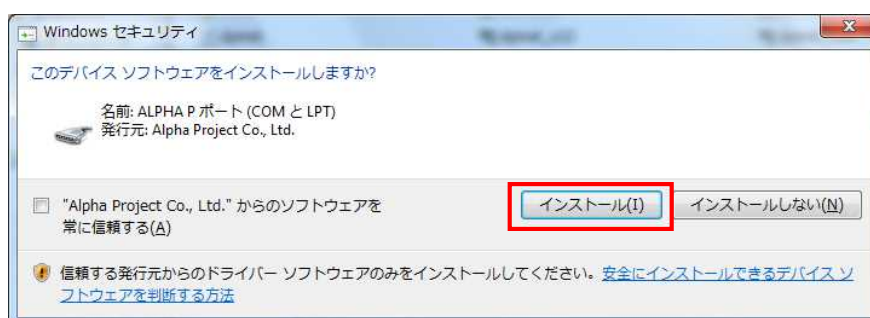 Windows セキュリティ
このデバイス ソフトウェアをインストールしますか?
名前: ALPHA P ポート (COM と LPT)
発行元: Alpha Project Co., Ltd.
"Alpha Project Co., Ltd." からのソフトウェアを
常に信頼する(A)
インストール(I)
インストールしない(N)
信頼する発行元からのドライバー ソフトウェアのみをインストールしてください。安全にインストールできるデバイス ソ
フトウェアを判断する方法